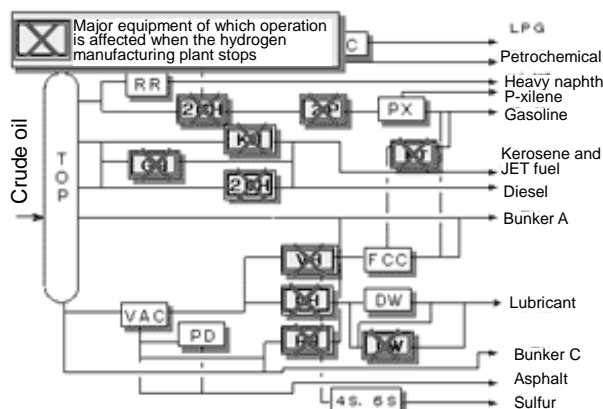 Major equipment of which operation
is affected when the hydrogen
manufacturing plant stops
C
LPG
Petrochemical
RR
Heavy naphth
P-xilene
PX
Gasoline
Crude oil
TOP
Kerosene and
JET fuel
Diesel
Bunker A
FCC
VAC
DW
Lubricant
PD
Bunker C
Asphalt
4S. 6S
Sulfur